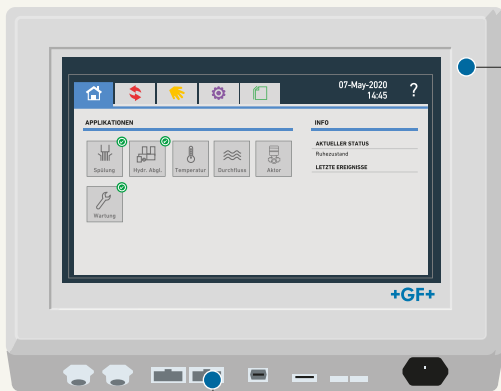 07-May-2020
14:45
?
APPLIKATIONEN
INFO
Spülung
Hydr. Abgl.
Temperatur
Durchfluss
Aktor
Wartung
AKTUELLER STATUS
Ruhezustand
LETZTE EREIGNISSE
+GF+